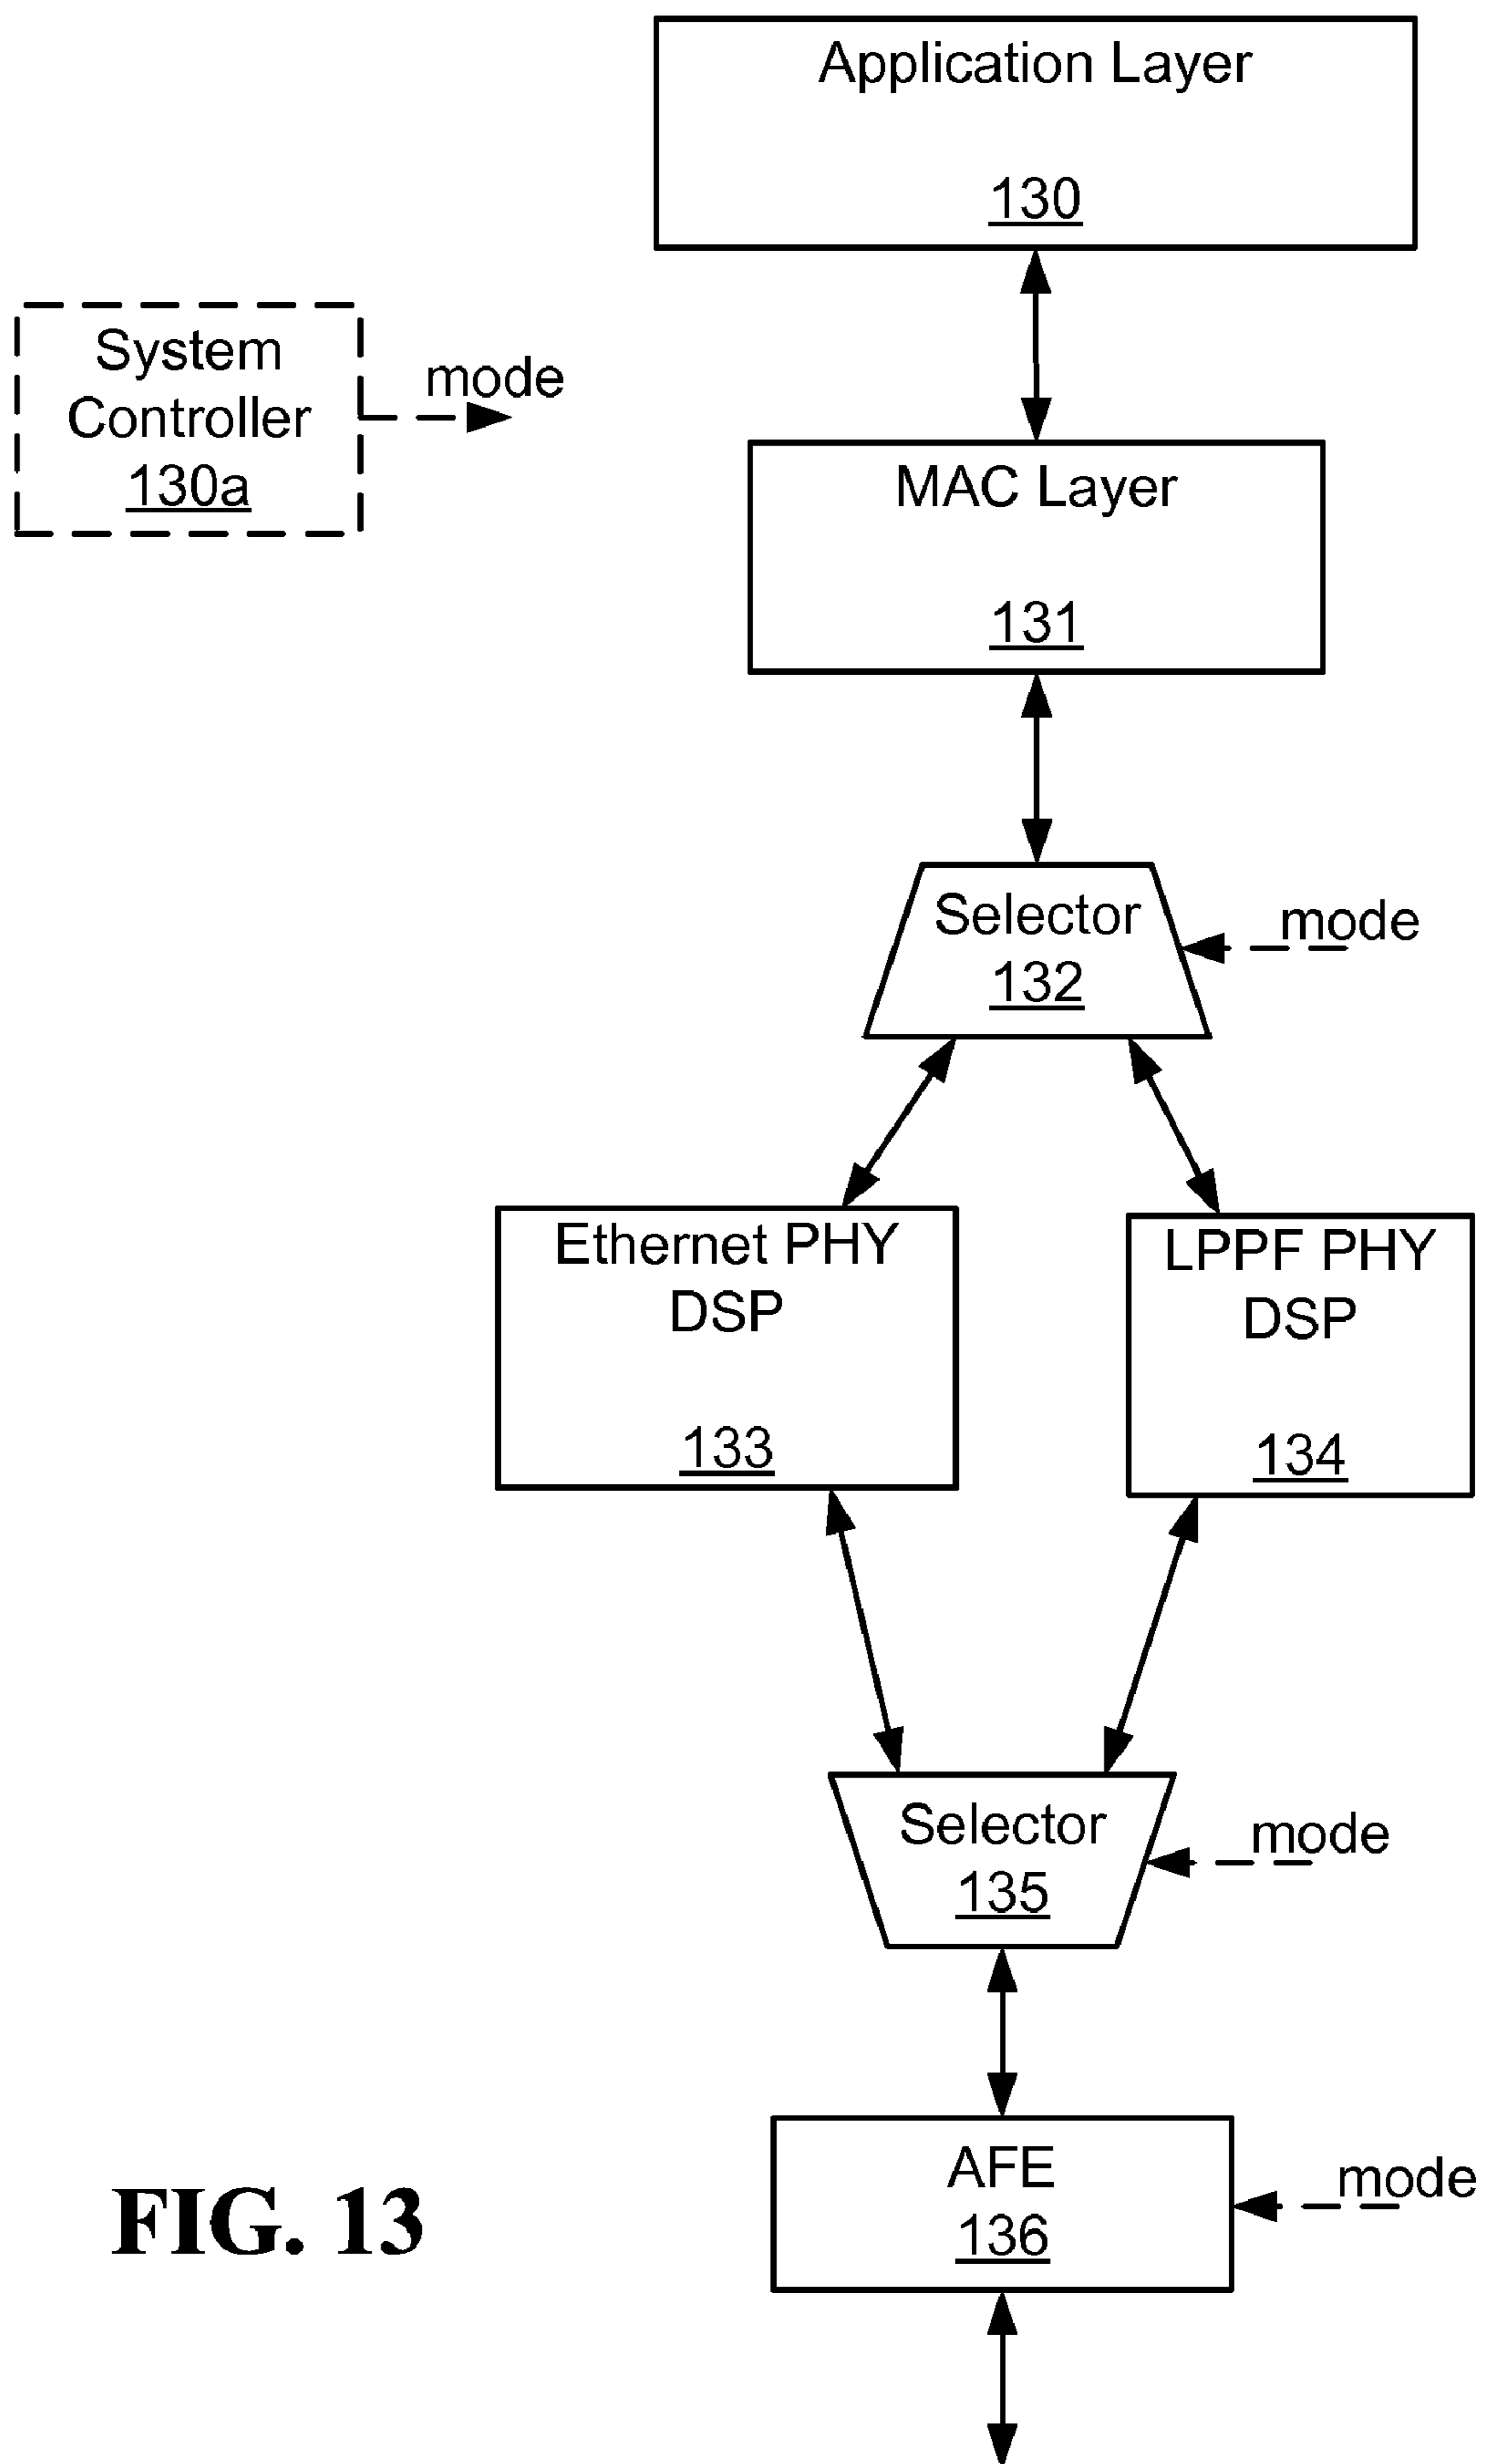 Application Layer
130
System
Controller
130a
mode
MAC Layer
131
Selector
132
mode
Ethernet PHY
DSP
133
LPPF PHY
DSP
134
Selector
135
mode
AFE
136
mode
FIG. 13